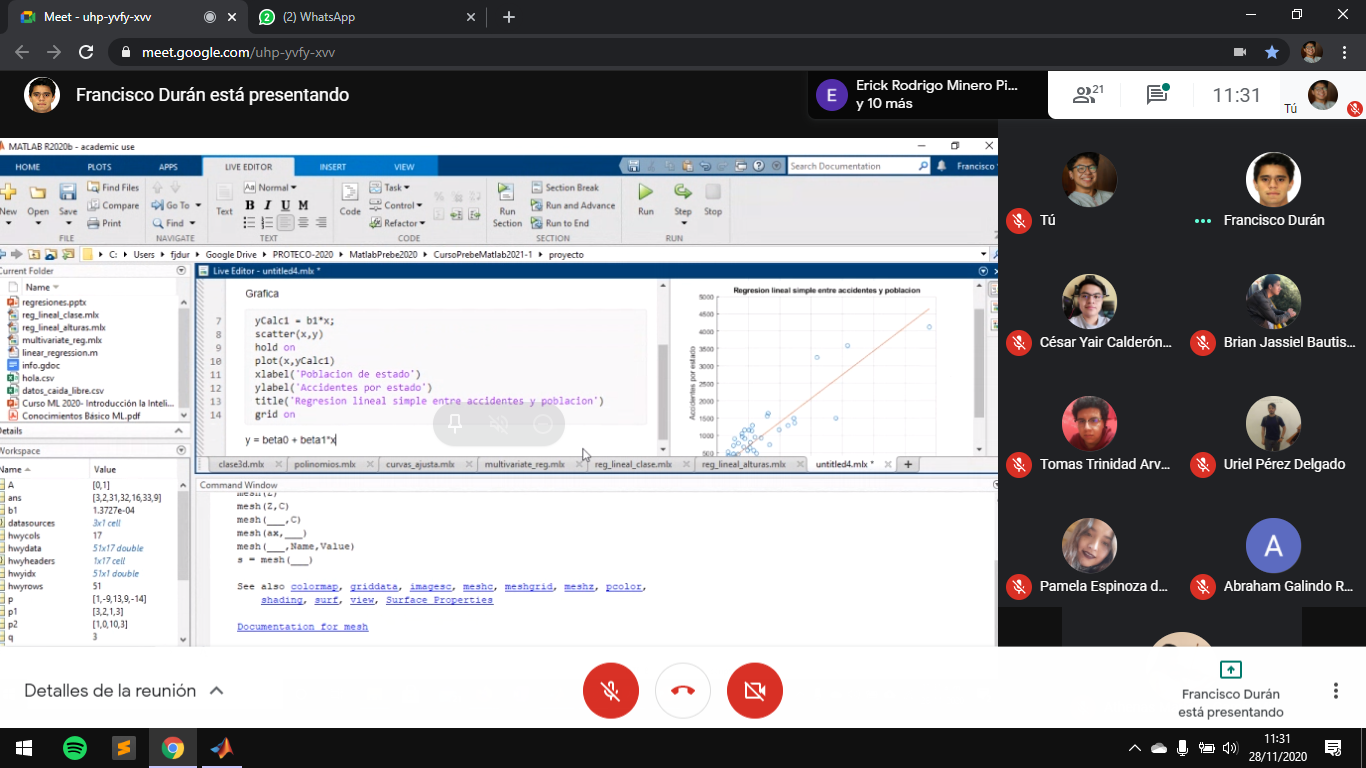 Meet - uhp-yvfy-xvv
(2) WhatsApp
meet.google.com/uhp-yvfy-xvv
Francisco Durán está presentando
E
Erick Rodrigo Minero Pi...
y 10 más
21
11:31
Tú
MATLAB R2020b - academic use
HOME PLOTS APPS LIVE EDITOR INSERT VIEW
Search Documentation
Francisco
New Open Save
Find Files
Compare
Print
FILE
Go To
Find
NAVIGATE
Text
Aa Normal
B I U M
TEXT
Code
Task
Control
Refactor
CODE
Run
Section
Section Break
Run and Advance
Run to End
SECTION
Run Step Stop
RUN
C: Users fjdur Google Drive PROTECO-2020 MatlabPrebe2020 CursoPrebeMatlab2021-1 proyecto
Current Folder
Name
regresiones.pptx
reg_lineal_clase.mlx
reg_lineal_alturas.mlx
multivariate_reg.mlx
linear_regression.m
info.gdoc
hola.csv
datos_caida_libre.csv
Curso ML 2020- Introducción la Inteli...
Conocimientos Básico ML.pdf
Details
Workspace
Name Value
A [0,1]
ans [3,2,31,32,16,33,9]
b1 1.3727e-04
datasources 3x1 cell
hwycols 17
hwydata 51x17 double
hwyheaders 1x17 cell
hwyidx 51x1 double
hwyrows 51
p [1,-9,13,9,-14]
p1 [3,2,1,3]
p2 [1,0,10,3]
q 3
Live Editor - untitled4.mlx *
Grafica
7 yCalc1 = b1*x;
8 scatter(x,y)
9 hold on
10 plot(x,yCalc1)
11 xlabel('Poblacion de estado')
12 ylabel('Accidentes por estado')
13 title('Regresion lineal simple entre accidentes y poblacion')
14 grid on
y = beta0 + beta1*x
Regresion lineal simple entre accidentes y poblacion
Accidentes por estado
5000
4500
4000
3500
3000
2500
2000
1500
1000
500
clase3d.mlx polinomios.mlx curvas_ajusta.mlx multivariate_reg.mlx reg_lineal_clase.mlx reg_lineal_alturas.mlx untitled4.mlx *
Command Window
mesh(Z)
mesh(Z,C)
mesh(___,C)
mesh(ax,___)
mesh(___,Name,Value)
s = mesh(___)
See also colormap, griddata, imagesc, meshc, meshgrid, meshz, pcolor,
shading, surf, view, Surface Properties
Documentation for mesh
Tú
Francisco Durán
César Yair Calderón...
Brian Jassiel Bautis...
Tomas Trinidad Arv...
Uriel Pérez Delgado
Pamela Espinoza d...
A
Abraham Galindo R...
Detalles de la reunión
Francisco Durán
está presentando
11:31
28/11/2020